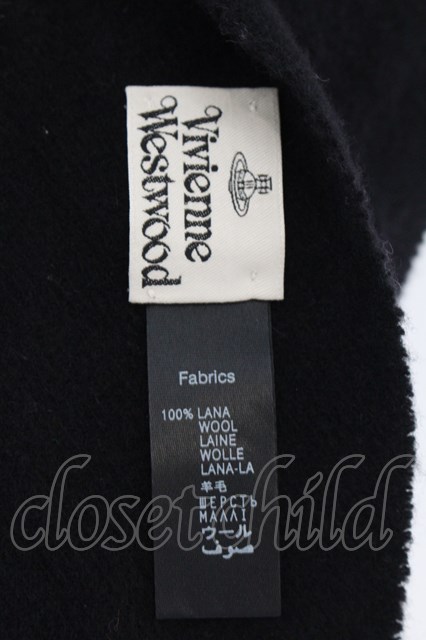 Vivienne
Westwood
Fabrics
100% LANA
WOOL
LAINE
WOLLE
LANA-LA
羊毛
ШЕРСТЬ
ΜΑΛΛΙ
ウール
صوف
closet child